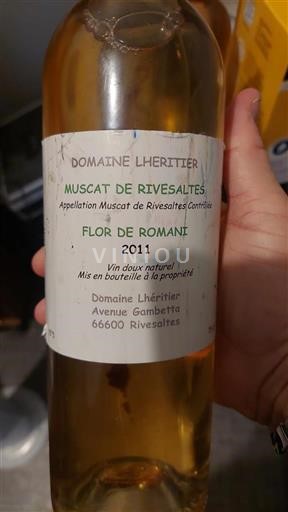 DOMAINE LHERITIER
MUSCAT DE RIVESALTES
Appellation Muscat de Rivesaltes Contrôlée
FLOR DE ROMANI
2011
VINIOU
Vin doux naturel
Mis en bouteille à la propriété
Domaine Lhéritier
Avenue Gambetta
66600 Rivesaltes